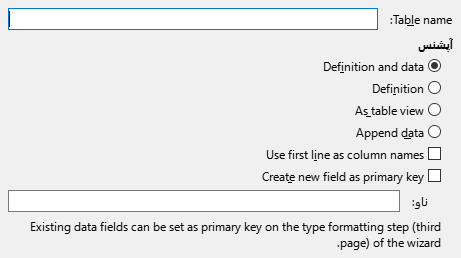 :Table name
آپشنس
Definition and data
Definition
As table view
Append data
Use first line as column names
Create new field as primary key
ناو:
Existing data fields can be set as primary key on the type formatting step (third
.page) of the wizard